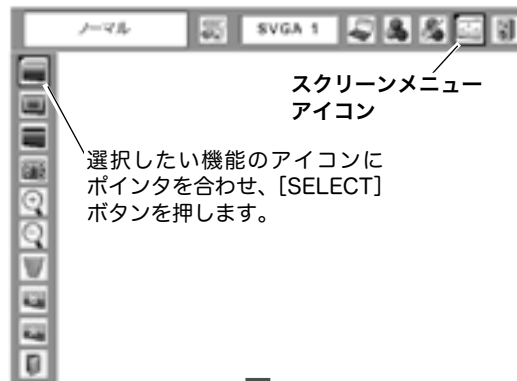 ノーマル
SVGA 1
スクリーンメニュー
アイコン
選択したい機能のアイコンに
ポインタを合わせ、[SELECT]
ボタンを押します。